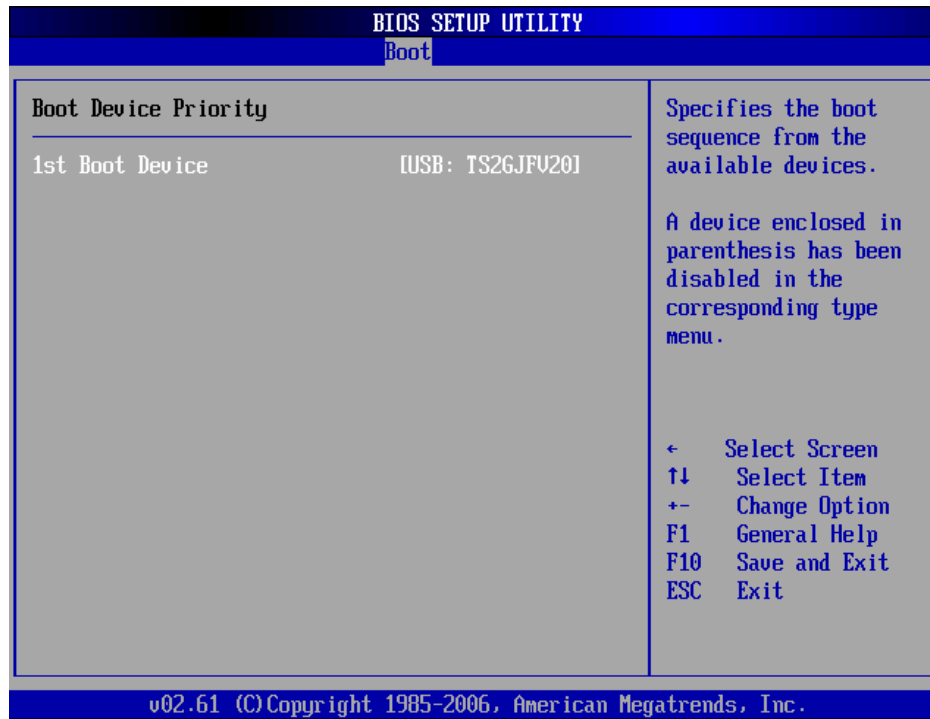 BIOS SETUP UTILITY
Boot
Boot Device Priority
1st Boot Device [USB: TS2GJFV20]
Specifies the boot
sequence from the
available devices.
A device enclosed in
parenthesis has been
disabled in the
corresponding type
menu.
← Select Screen
↑↓ Select Item
+- Change Option
F1 General Help
F10 Save and Exit
ESC Exit
v02.61 (C)Copyright 1985-2006, American Megatrends, Inc.